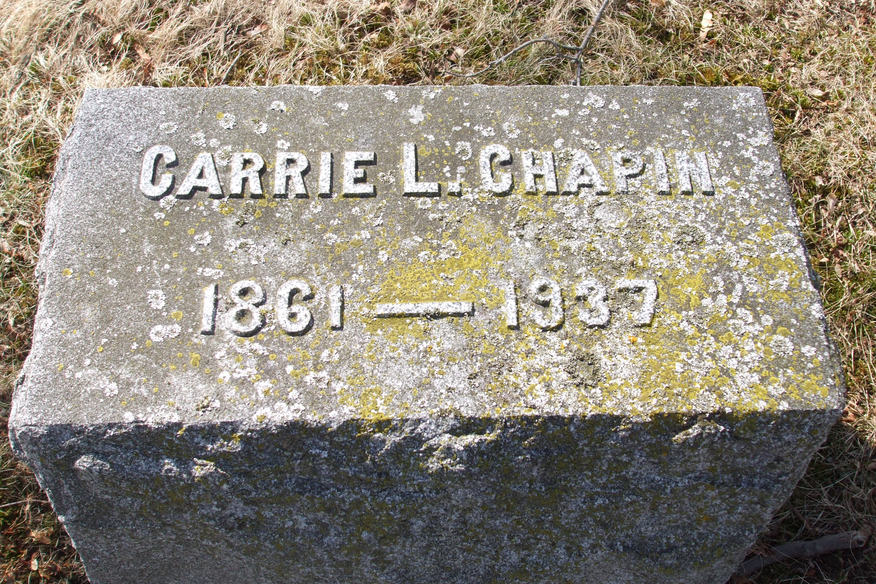 CARRIE L. CHAPIN
1861 — 1937